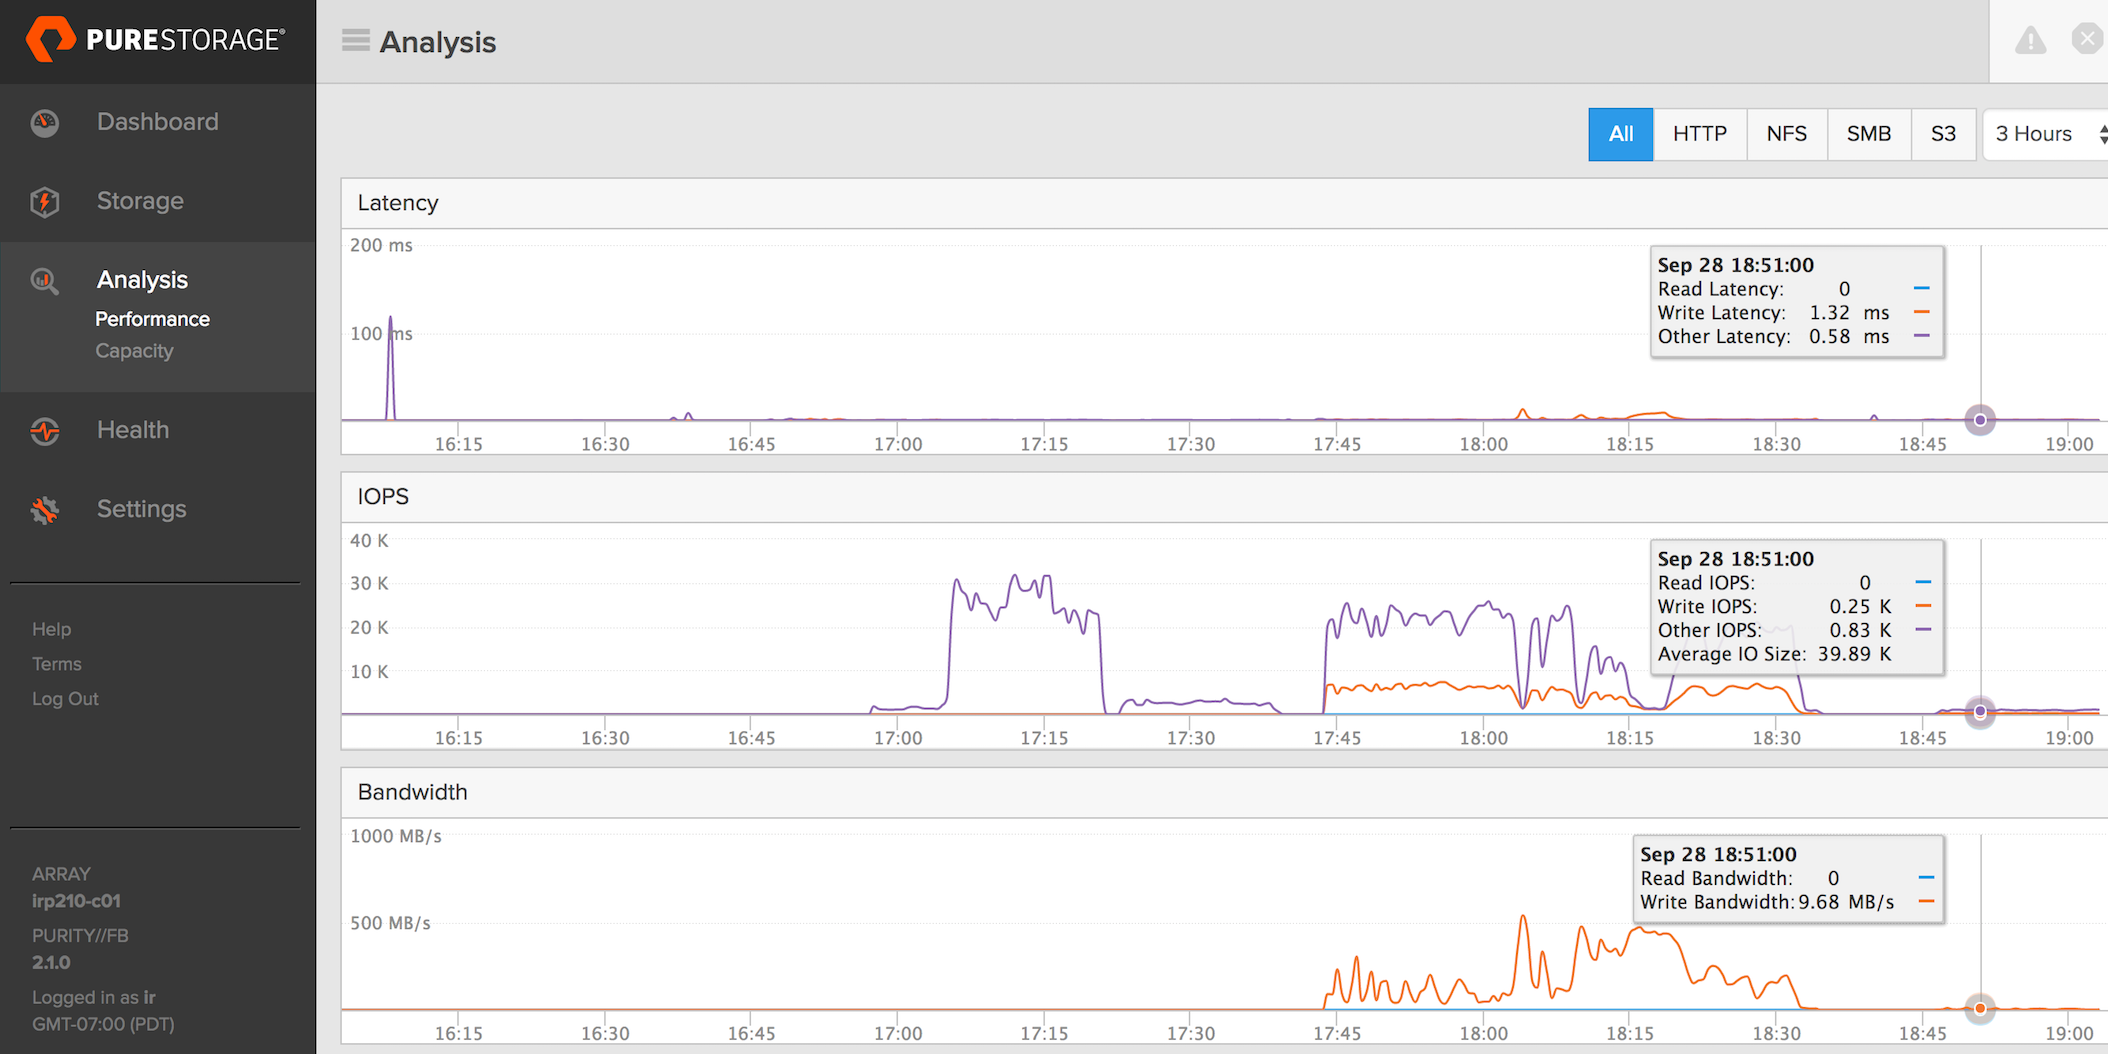 PURESTORAGE®
Analysis
Dashboard
Storage
Analysis
Performance
Capacity
Health
Settings
Help
Terms
Log Out
ARRAY
irp210-c01
PURITY//FB
2.1.0
Logged in as ir
GMT-07:00 (PDT)
All HTTP NFS SMB S3 3 Hours
Latency
200 ms
100 ms
Sep 28 18:51:00
Read Latency: 0
Write Latency: 1.32 ms
Other Latency: 0.58 ms
16:15 16:30 16:45 17:00 17:15 17:30 17:45 18:00 18:15 18:30 18:45 19:00
IOPS
40 K
30 K
20 K
10 K
Sep 28 18:51:00
Read IOPS: 0
Write IOPS: 0.25 K
Other IOPS: 0.83 K
Average IO Size: 39.89 K
16:15 16:30 16:45 17:00 17:15 17:30 17:45 18:00 18:15 18:30 18:45 19:00
Bandwidth
1000 MB/s
500 MB/s
Sep 28 18:51:00
Read Bandwidth: 0
Write Bandwidth: 9.68 MB/s
16:15 16:30 16:45 17:00 17:15 17:30 17:45 18:00 18:15 18:30 18:45 19:00